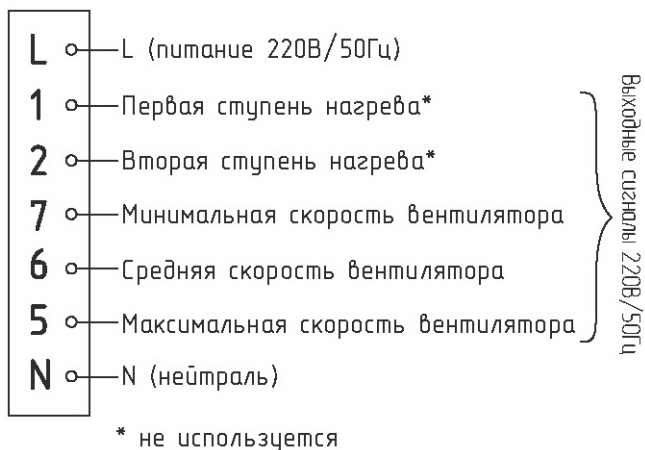 L L (питание 220В/50Гц)
1 Первая ступень нагрева*
2 Вторая ступень нагрева*
7 Минимальная скорость вентилятора
6 Средняя скорость вентилятора
5 Максимальная скорость вентилятора
N N (нейтраль)
Выходные сигналы 220В/50Гц
* не используется